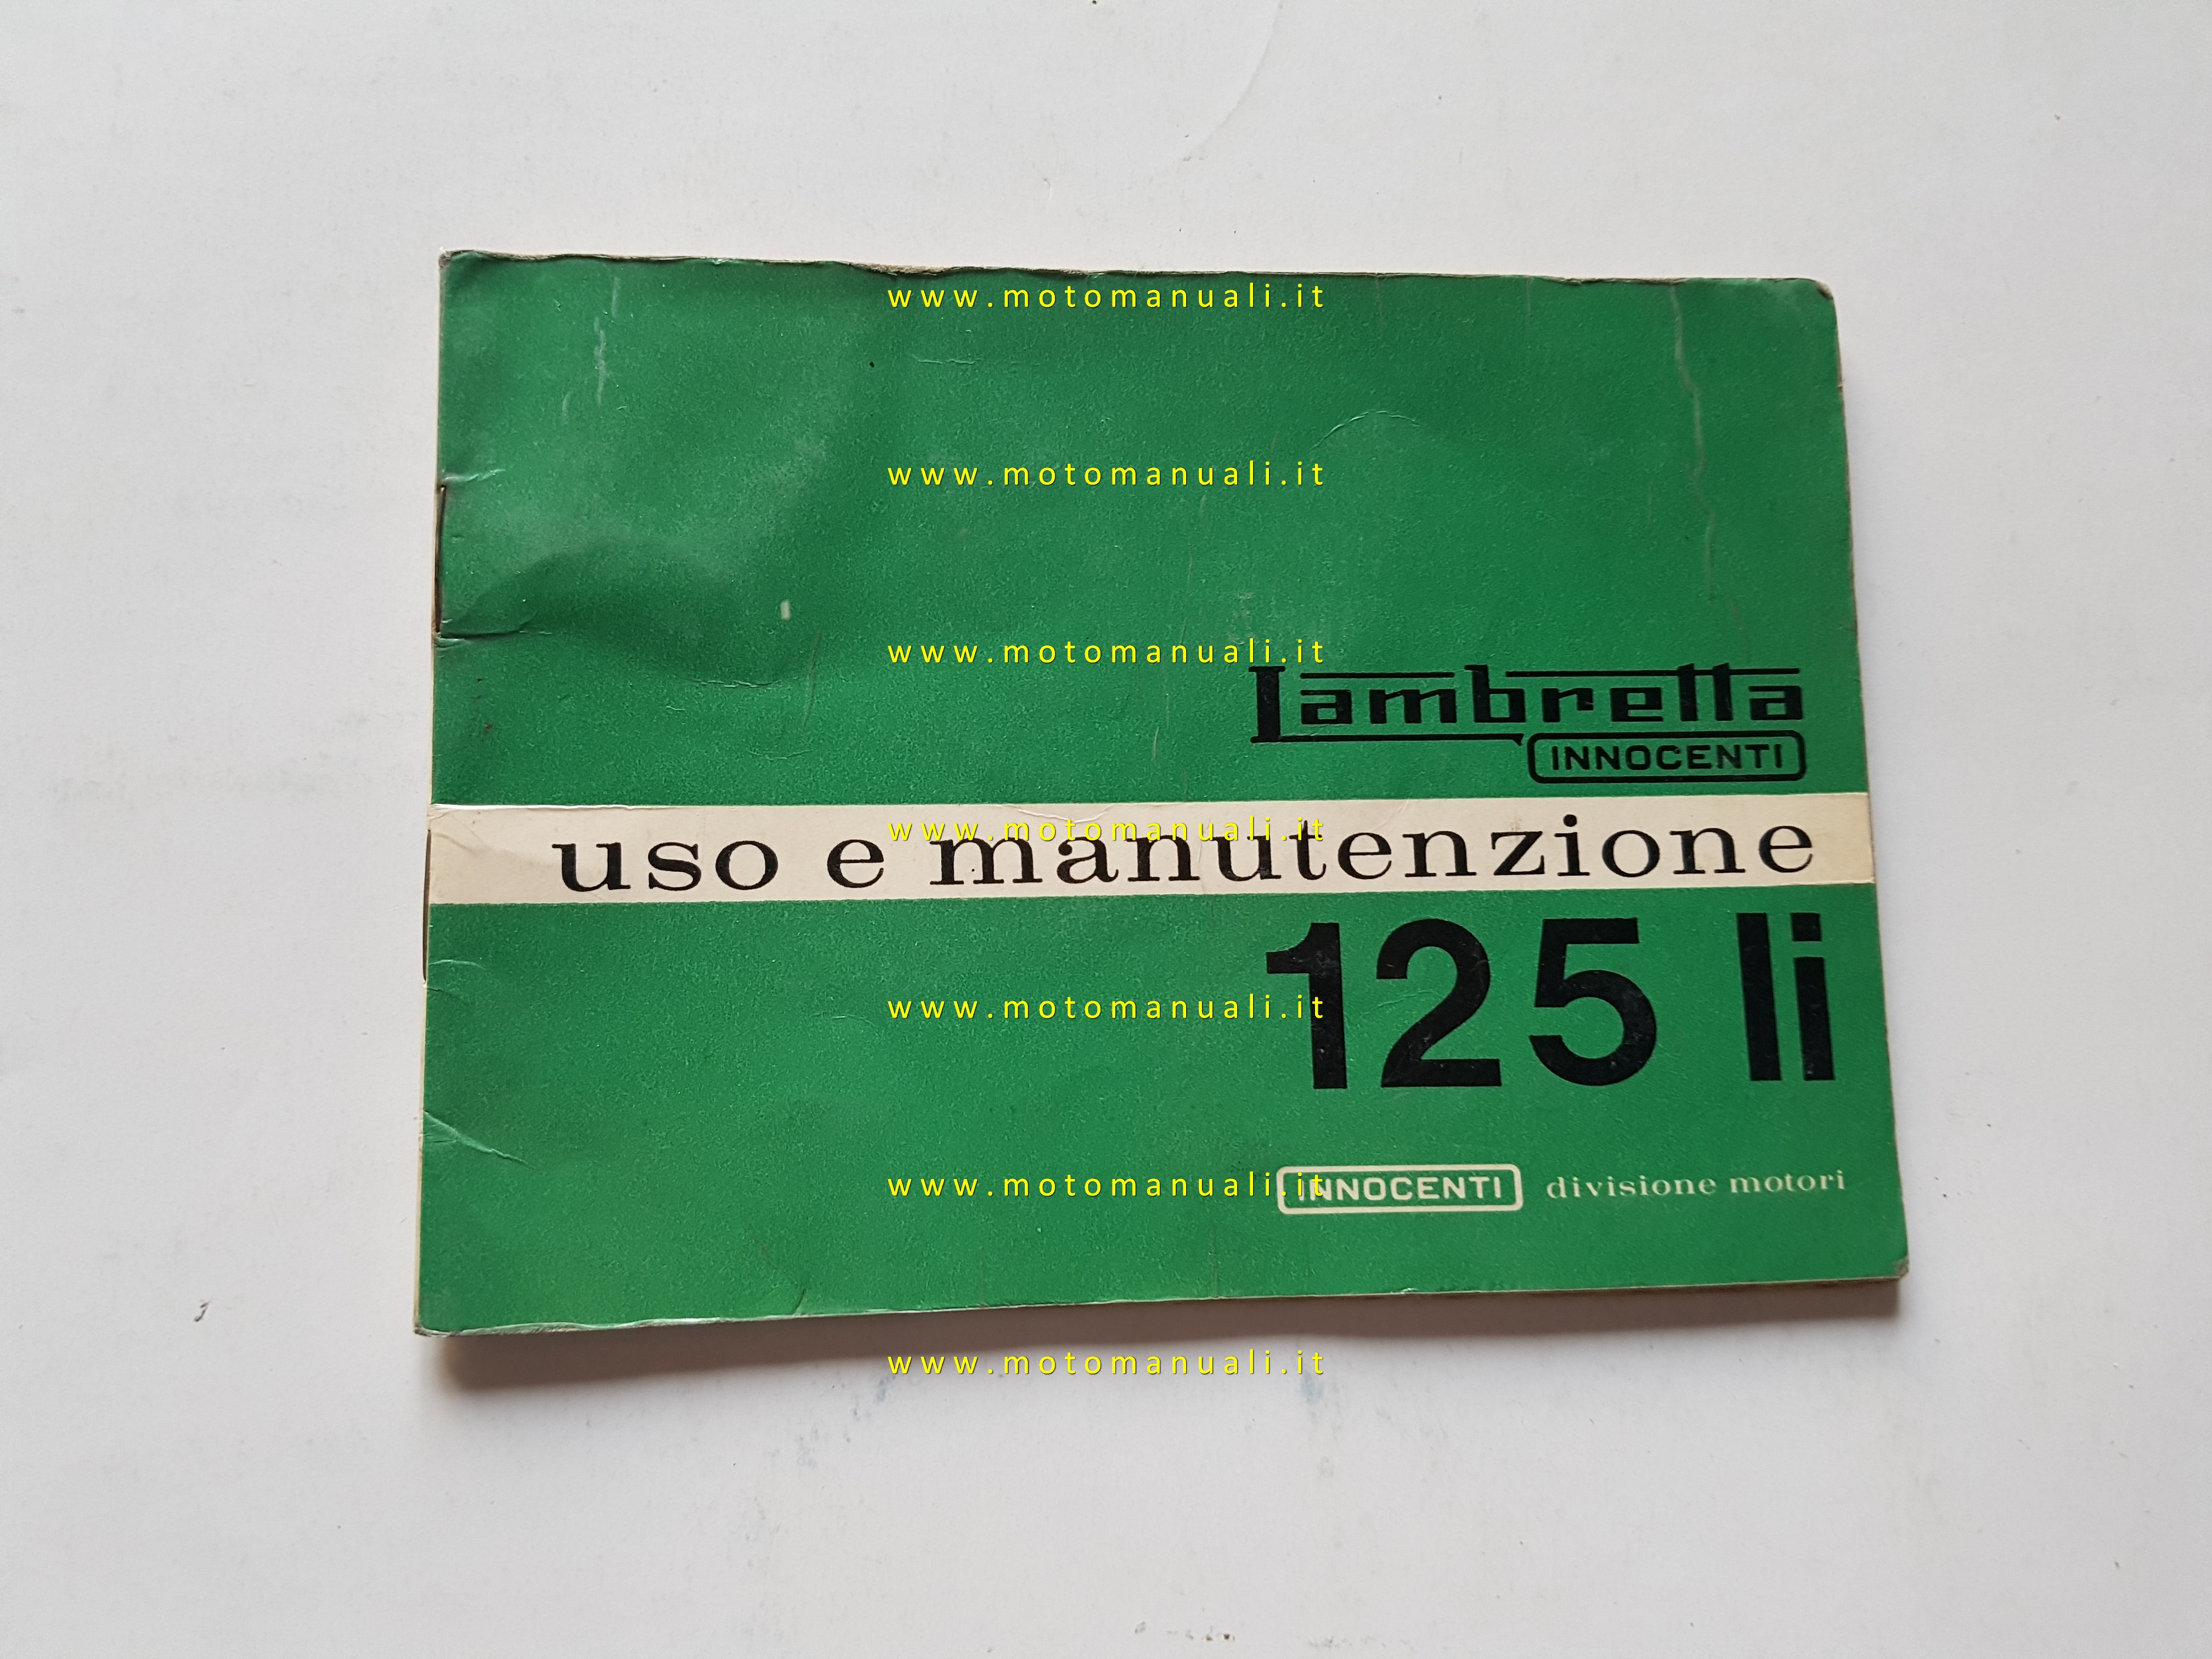 www.motomanuali.it
www.motomanuali.it
www.motomanuali.it
Lambretta
INNOCENTI
www.motomanuali.it
uso e manutenzione
125 li
www.motomanuali.it
www.motomanuali.it
INNOCENTI divisione motori
www.motomanuali.it